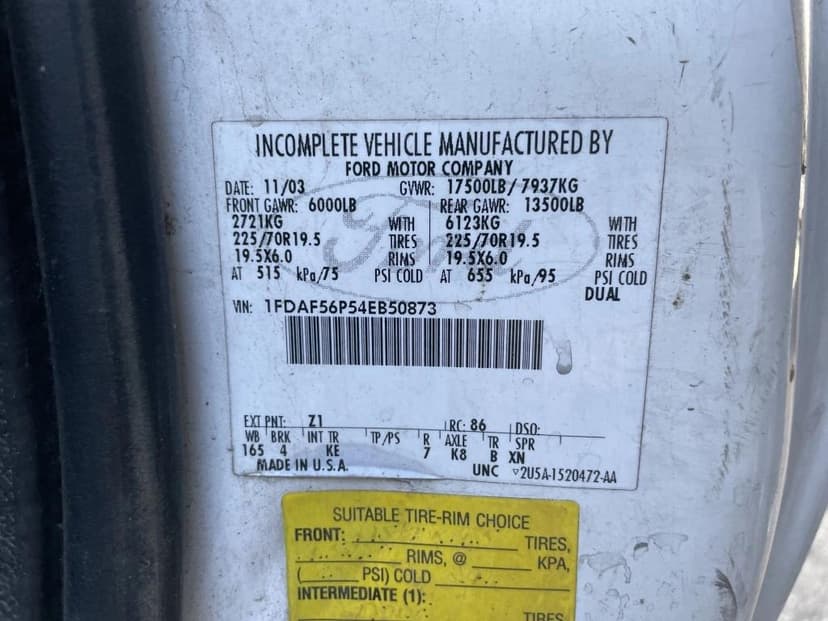 INCOMPLETE VEHICLE MANUFACTURED BY
FORD MOTOR COMPANY
DATE: 11/03 GVWR: 17500LB/ 7937KG
FRONT GAWR: 6000LB REAR GAWR: 13500LB
2721KG WITH 6123KG WITH
225/70R19.5 TIRES 225/70R19.5 TIRES
19.5X6.0 RIMS 19.5X6.0 RIMS
AT 515 kPa/75 PSI COLD AT 655 kPa/95 PSI COLD
DUAL
Ford
VIN: 1FDAF56P54EB50873
EXT PNT: Z1 RC: 86 DSO:
WB BRK INT TR TP/PS R AXLE TR SPR
165 4 KE 7 K8 B XN
MADE IN U.S.A. UNC ▽2U5A-1520472-AA
SUITABLE TIRE-RIM CHOICE
FRONT: TIRES,
RIMS, @ KPA,
( PSI) COLD
INTERMEDIATE (1):
TIRES